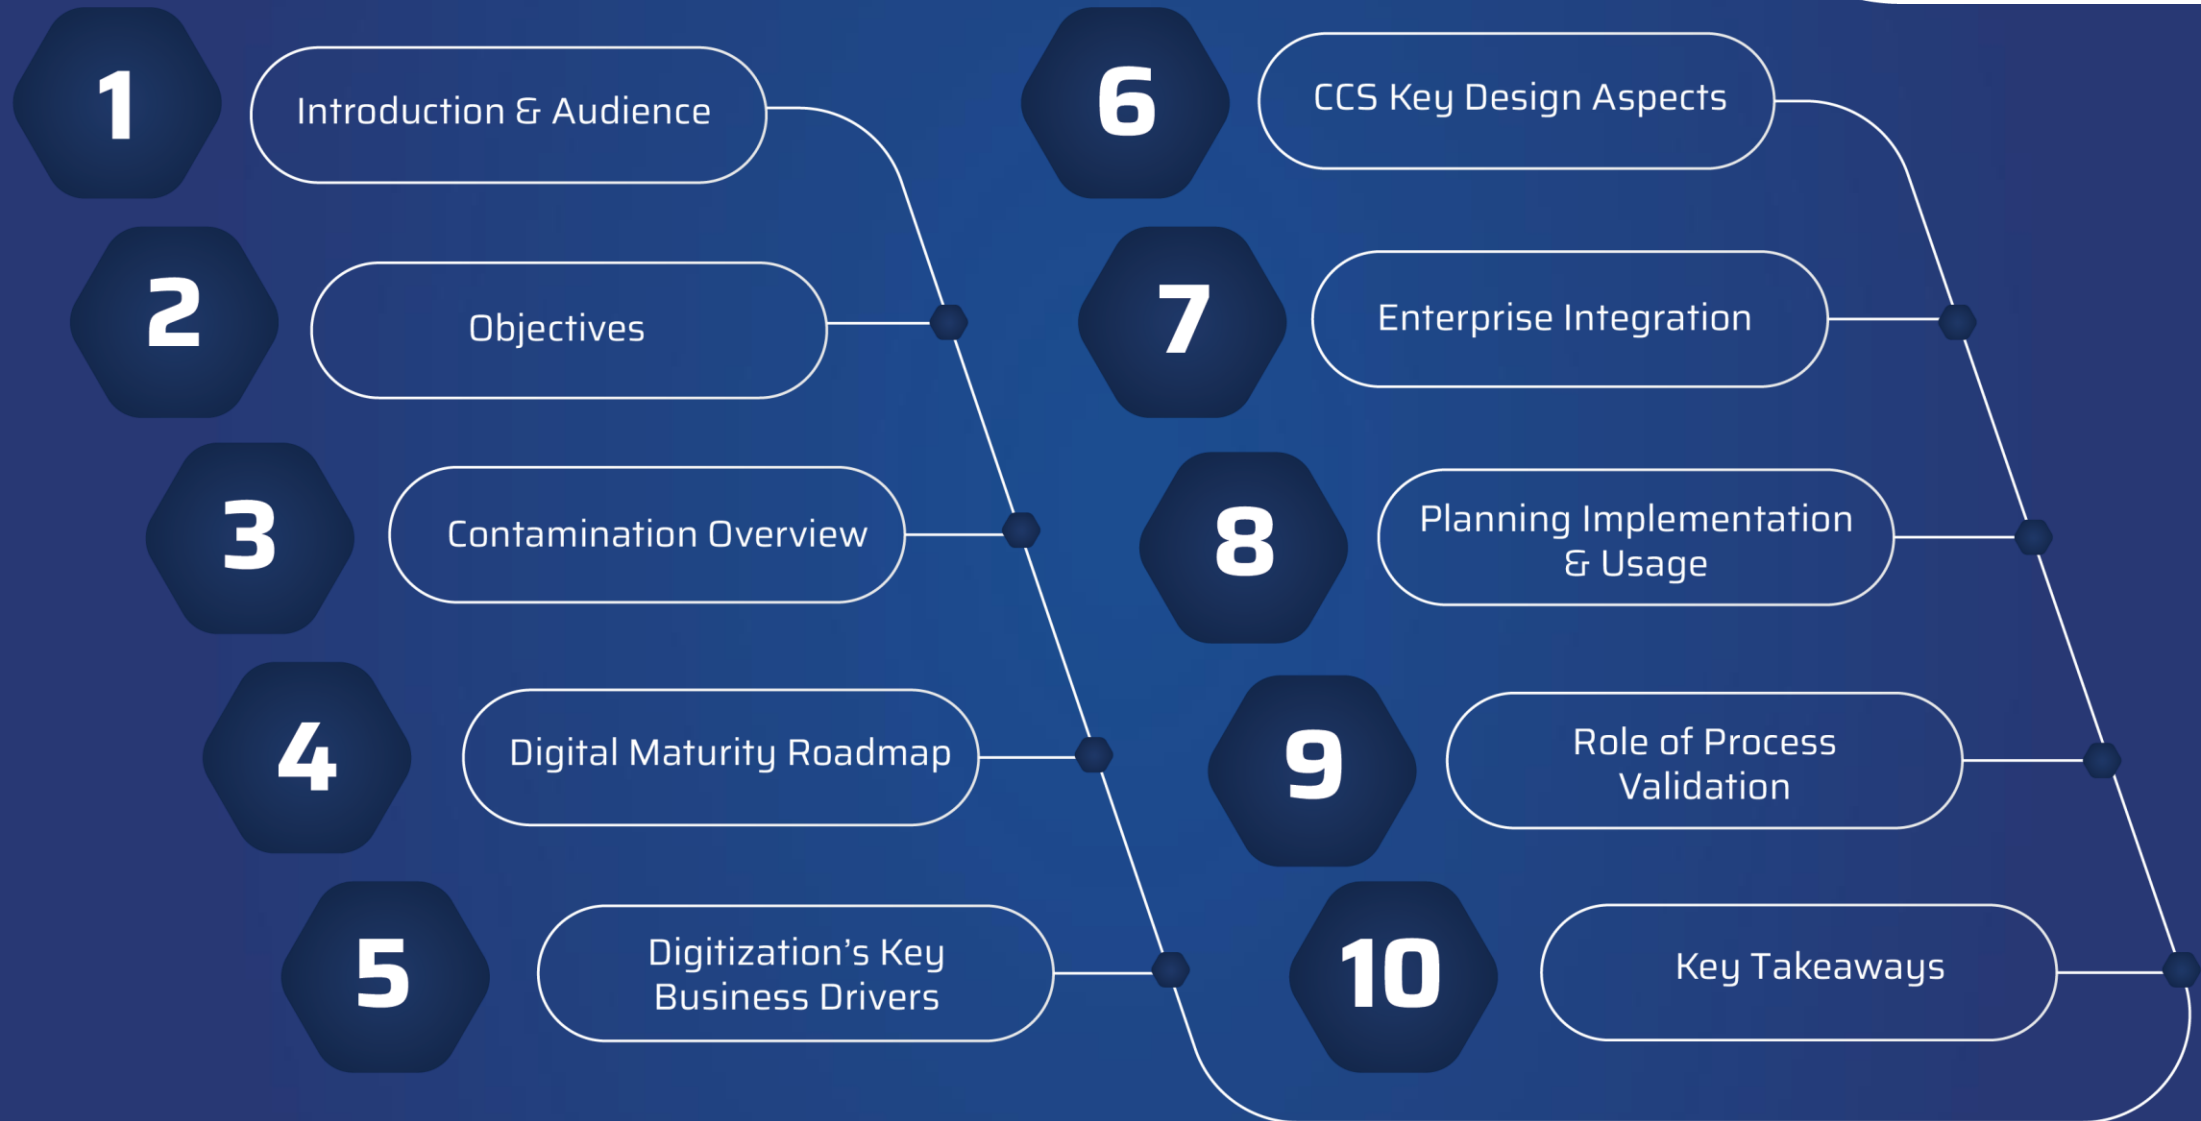 1
Introduction & Audience
2
Objectives
3
Contamination Overview
4
Digital Maturity Roadmap
5
Digitization’s Key
Business Drivers
6
CCS Key Design Aspects
7
Enterprise Integration
8
Planning Implementation
& Usage
9
Role of Process
Validation
10
Key Takeaways